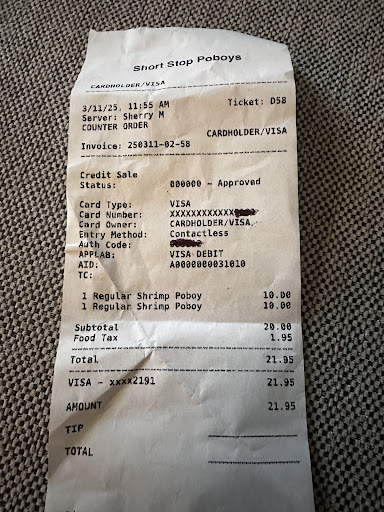 Short Stop Poboys
CARDHOLDER/VISA
3/11/25, 11:55 AM Ticket: D58
Server: Sherry M
COUNTER ORDER
CARDHOLDER/VISA
Invoice: 250311-02-58
Credit Sale
Status: 000000 - Approved
Card Type: VISA
Card Number: XXXXXXXXXXXX
Card Owner: CARDHOLDER/VISA,
Entry Method: Contactless
Auth Code:
APPLAB: VISA DEBIT
AID: A0000000031010
TC:
1 Regular Shrimp Poboy 10.00
1 Regular Shrimp Poboy 10.00
Subtotal 20.00
Food Tax 1.95
Total 21.95
VISA - xxxx2191 21.95
AMOUNT 21.95
TIP
TOTAL